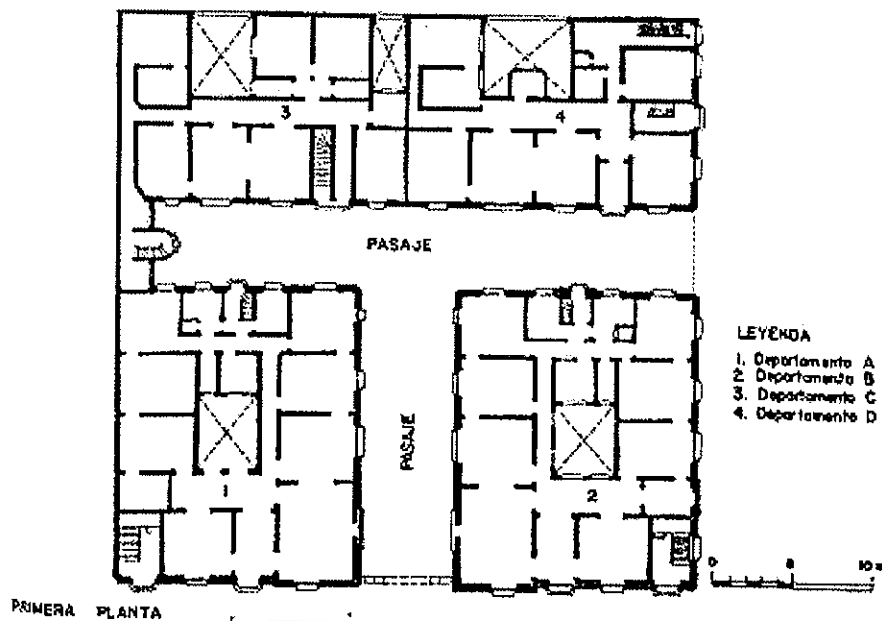 3
4
PASAJE
LEYENDA
1. Departamento A
2. Departamento B
3. Departamento C
4. Departamento D
PASAJE
1
2
0
10 m
PRIMERA PLANTA